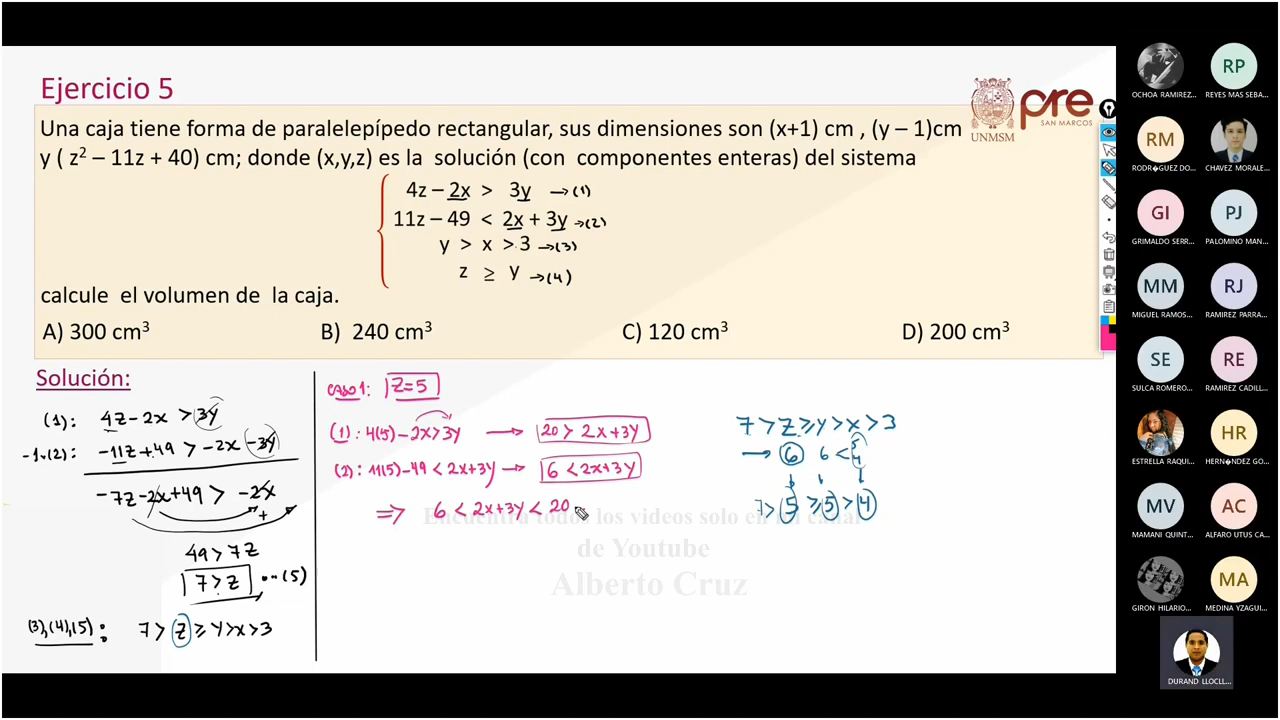 Ejercicio 5
UNMSM
pre
SAN MARCOS
Una caja tiene forma de paralelepípedo rectangular, sus dimensiones son (x+1) cm , (y – 1)cm
y ( z² – 11z + 40) cm; donde (x,y,z) es la solución (con componentes enteras) del sistema
4z – 2x > 3y →(1)
11z – 49 < 2x + 3y →(2)
y > x > 3 →(3)
z ≥ y →(4)
calcule el volumen de la caja.
A) 300 cm³ B) 240 cm³ C) 120 cm³ D) 200 cm³
Solución:
(1): 4z-2x > 3y
-1×(2): -11z+49 > -2x -3y
-7z-2x+49 > -2x
+
49 > 7z
7 > z ...(5)
(3),(4),(5): 7 > z ≥ y > x > 3
caso 1: z=5
(1): 4(5)-2x>3y → 20 > 2x+3y
(2): 11(5)-49 < 2x+3y → 6 < 2x+3y
⇒ 6 < 2x+3y < 20
7 > z ≥ y > x > 3
→ 6 6 < 5
4
7 > 5 ≥ 5 > 4
Encuentra todos los videos solo en mi canal
de Youtube
Alberto Cruz
OCHOA RAMIREZ...
RP
REYES MAS SEBA...
RM
RODR�GUEZ DO...
CHAVEZ MORALE...
GI
GRIMALDO SERR...
PJ
PALOMINO MAN...
MM
MIGUEL RAMOS...
RJ
RAMIREZ PARRA...
SE
SULCA ROMERO...
RE
RAMIREZ CADILL...
ESTRELLA RAQUI...
HR
HERN�NDEZ GO...
MV
MAMANI QUINT...
AC
ALFARO UTUS CA...
GIRON HILARIO...
MA
MEDINA YZAGUI...
DURAND LLOCLL...